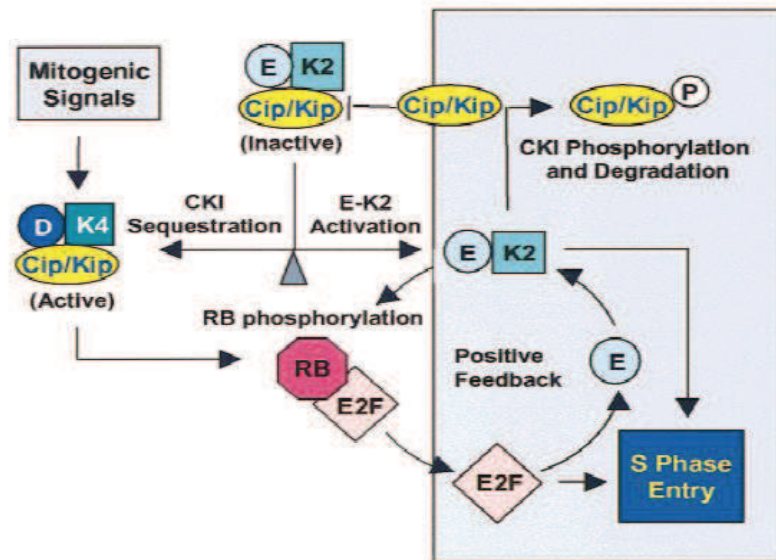 Mitogenic
Signals
E K2
Cip/Kip
(Inactive)
Cip/Kip
Cip/Kip P
CKI Phosphorylation
and Degradation
CKI
Sequestration
E-K2
Activation
D K4
Cip/Kip
(Active)
E K2
RB phosphorylation
RB
E2F
Positive
Feedback
E
E2F
S Phase
Entry